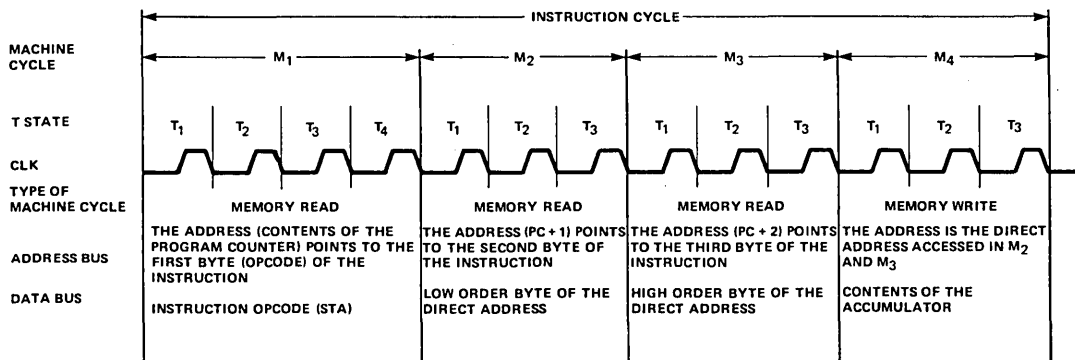 INSTRUCTION CYCLE
MACHINE
CYCLE
M1 M2 M3 M4
T STATE T1 T2 T3 T4 T1 T2 T3 T1 T2 T3 T1 T2 T3
CLK
TYPE OF
MACHINE CYCLE MEMORY READ MEMORY READ MEMORY READ MEMORY WRITE
ADDRESS BUS
THE ADDRESS (CONTENTS OF THE
PROGRAM COUNTER) POINTS TO THE
FIRST BYTE (OPCODE) OF THE
INSTRUCTION
THE ADDRESS (PC + 1) POINTS
TO THE SECOND BYTE OF
THE INSTRUCTION
THE ADDRESS (PC + 2) POINTS
TO THE THIRD BYTE OF THE
INSTRUCTION
THE ADDRESS IS THE DIRECT
ADDRESS ACCESSED IN M2
AND M3
DATA BUS
INSTRUCTION OPCODE (STA)
LOW ORDER BYTE OF THE
DIRECT ADDRESS
HIGH ORDER BYTE OF THE
DIRECT ADDRESS
CONTENTS OF THE
ACCUMULATOR